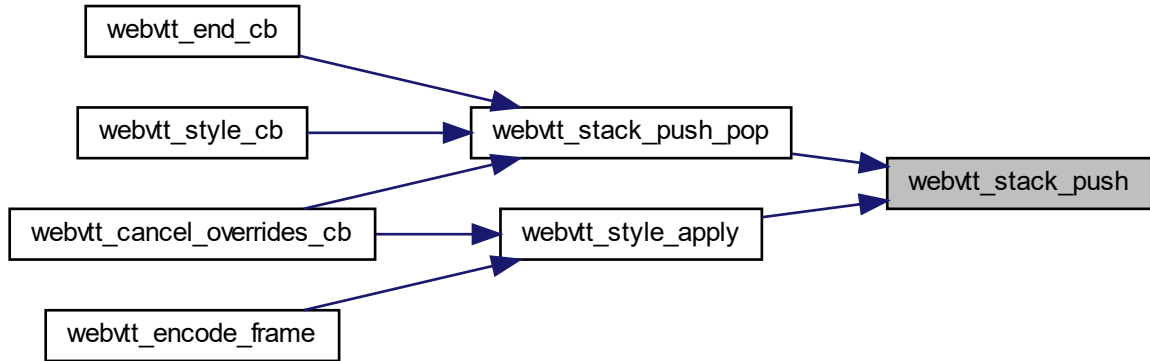 webvtt_end_cb
webvtt_style_cb
webvtt_stack_push_pop
webvtt_stack_push
webvtt_cancel_overrides_cb
webvtt_style_apply
webvtt_encode_frame